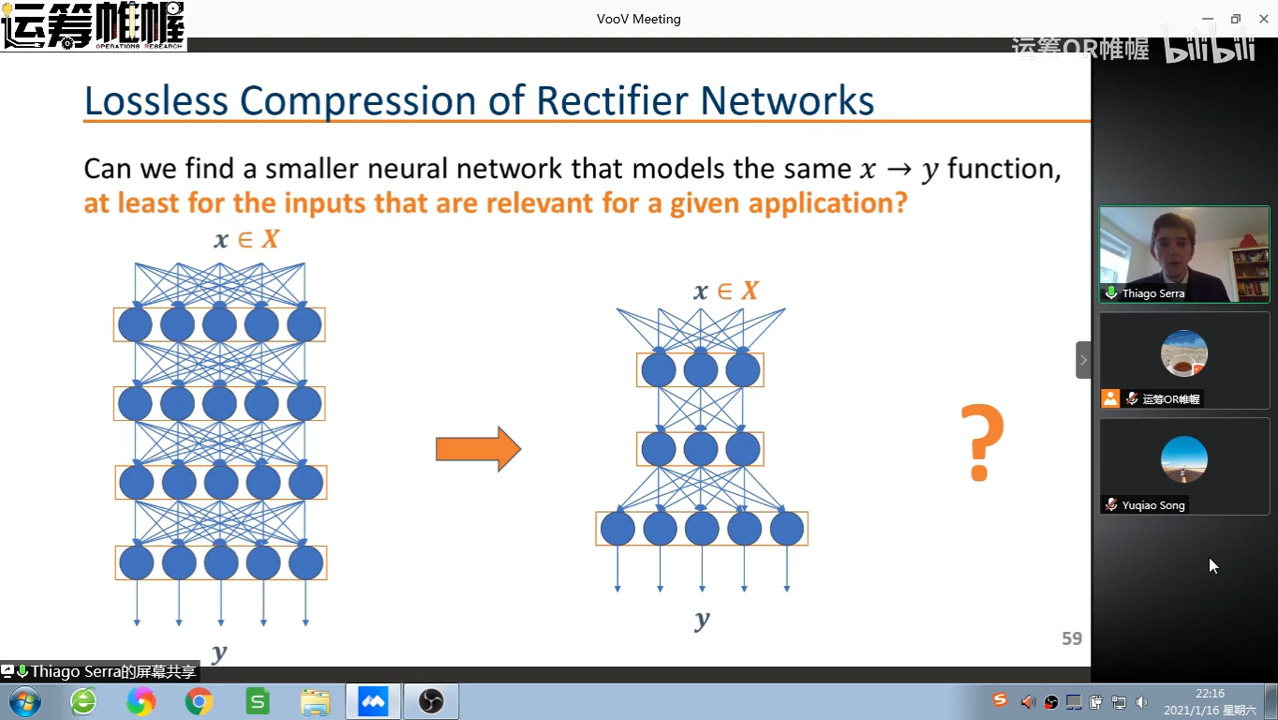 VooV Meeting
运筹帷幄
OPERATIONS RESEARCH
运筹OR帷幄 bilibili
Lossless Compression of Rectifier Networks
Can we find a smaller neural network that models the same x → y function,
at least for the inputs that are relevant for a given application?
x ∈ X
x ∈ X
?
y
y
59
Thiago Serra
运筹OR帷幄
Yuqiao Song
Thiago Serra的屏幕共享
22:16
2021/1/16 星期六